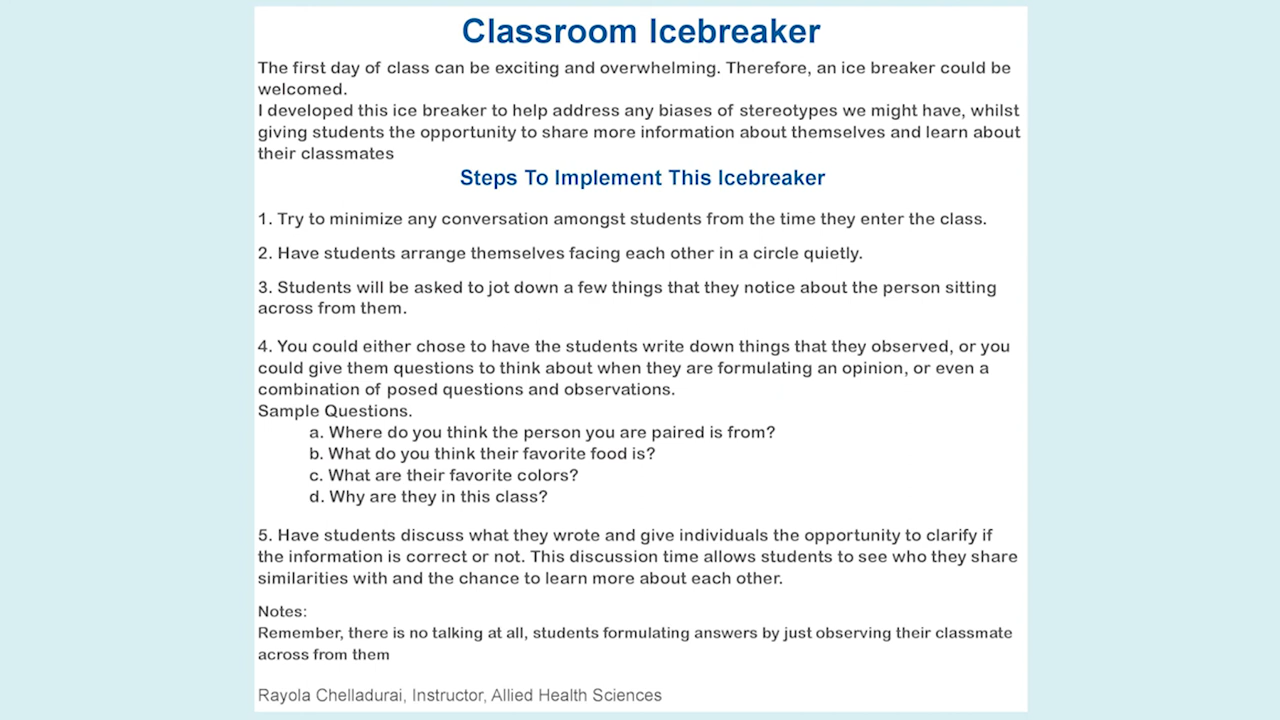 Classroom Icebreaker
The first day of class can be exciting and overwhelming. Therefore, an ice breaker could be
welcomed.
I developed this ice breaker to help address any biases of stereotypes we might have, whilst
giving students the opportunity to share more information about themselves and learn about
their classmates
Steps To Implement This Icebreaker
1. Try to minimize any conversation amongst students from the time they enter the class.
2. Have students arrange themselves facing each other in a circle quietly.
3. Students will be asked to jot down a few things that they notice about the person sitting
across from them.
4. You could either chose to have the students write down things that they observed, or you
could give them questions to think about when they are formulating an opinion, or even a
combination of posed questions and observations.
Sample Questions.
a. Where do you think the person you are paired is from?
b. What do you think their favorite food is?
c. What are their favorite colors?
d. Why are they in this class?
5. Have students discuss what they wrote and give individuals the opportunity to clarify if
the information is correct or not. This discussion time allows students to see who they share
similarities with and the chance to learn more about each other.
Notes:
Remember, there is no talking at all, students formulating answers by just observing their classmate
across from them
Rayola Chelladurai, Instructor, Allied Health Sciences